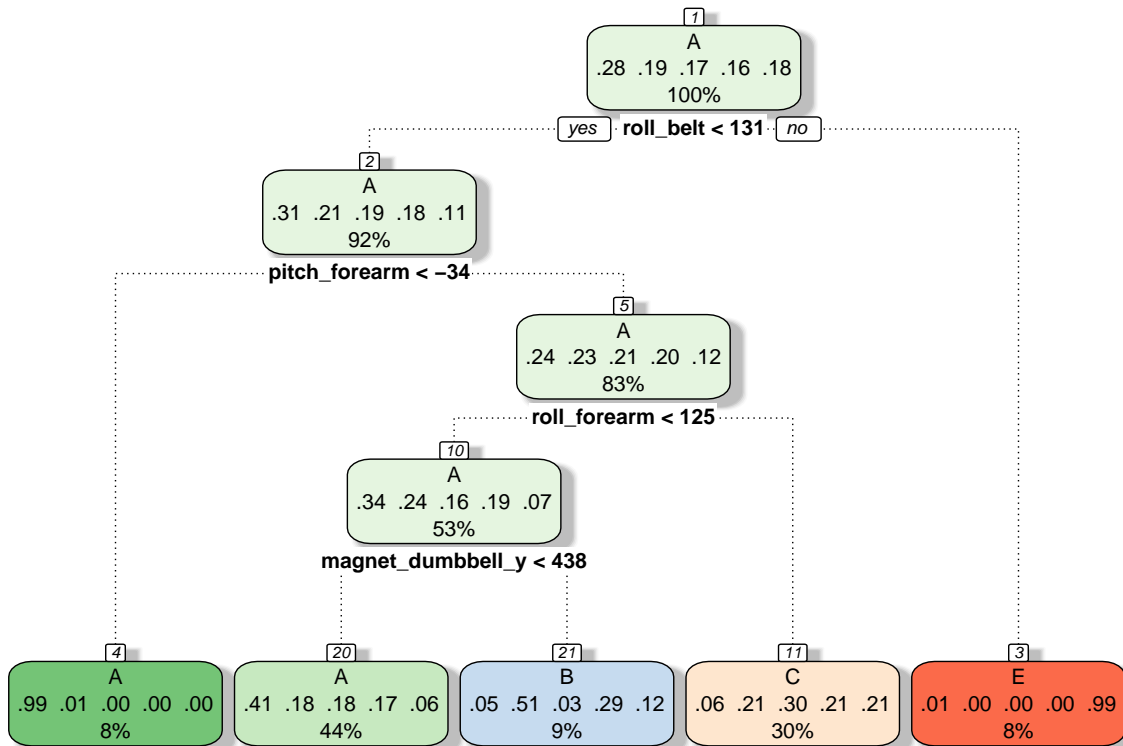 1
A
.28 .19 .17 .16 .18
100%
yes roll_belt < 131 no
2
A
.31 .21 .19 .18 .11
92%
pitch_forearm < −34
5
A
.24 .23 .21 .20 .12
83%
roll_forearm < 125
10
A
.34 .24 .16 .19 .07
53%
magnet_dumbbell_y < 438
4
A
.99 .01 .00 .00 .00
8%
20
A
.41 .18 .18 .17 .06
44%
21
B
.05 .51 .03 .29 .12
9%
11
C
.06 .21 .30 .21 .21
30%
3
E
.01 .00 .00 .00 .99
8%